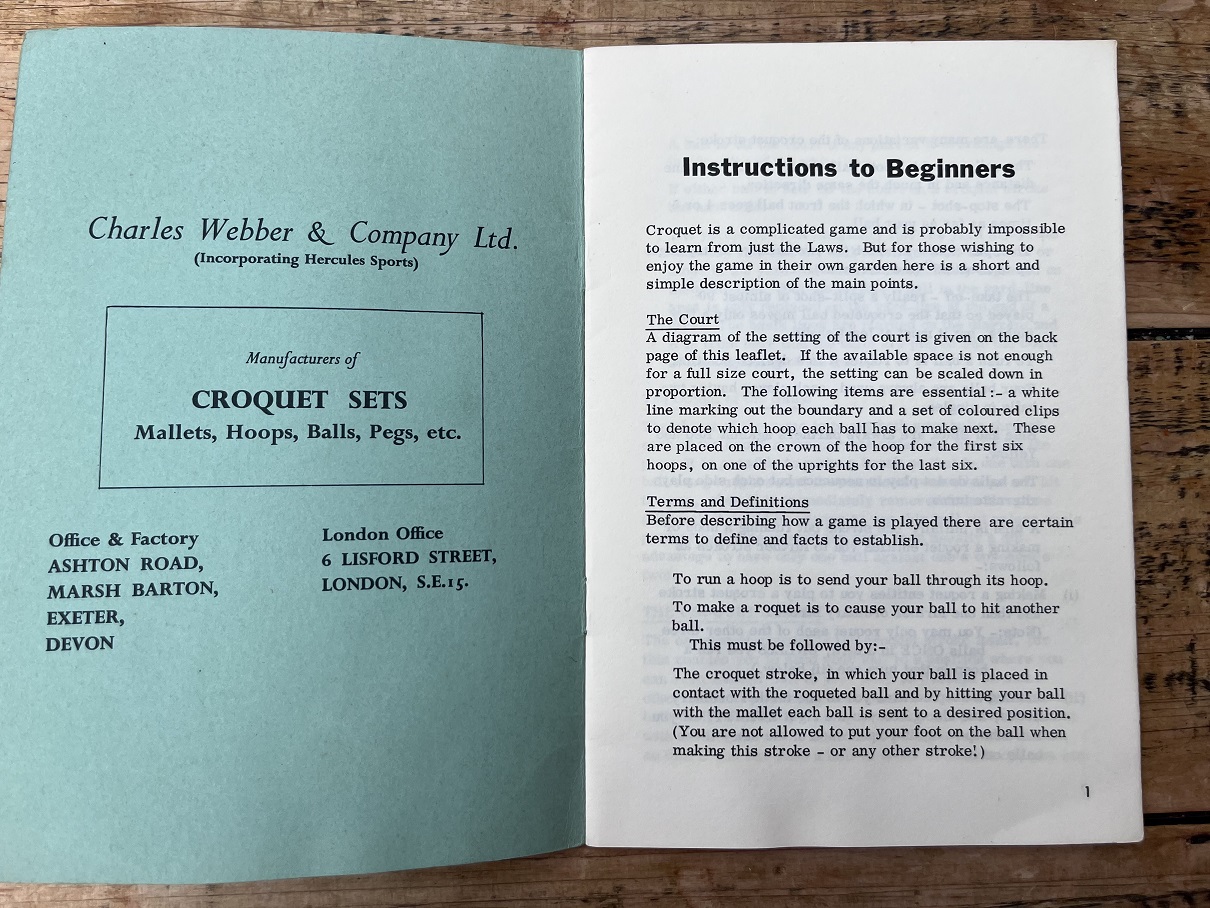 Charles Webber & Company Ltd.
(Incorporating Hercules Sports)
Manufacturers of
CROQUET SETS
Mallets, Hoops, Balls, Pegs, etc.
Office & Factory
ASHTON ROAD,
MARSH BARTON,
EXETER,
DEVON
London Office
6 LISFORD STREET,
LONDON, S.E.15.
Instructions to Beginners
Croquet is a complicated game and is probably impossible
to learn from just the Laws. But for those wishing to
enjoy the game in their own garden here is a short and
simple description of the main points.
The Court
A diagram of the setting of the court is given on the back
page of this leaflet. If the available space is not enough
for a full size court, the setting can be scaled down in
proportion. The following items are essential :- a white
line marking out the boundary and a set of coloured clips
to denote which hoop each ball has to make next. These
are placed on the crown of the hoop for the first six
hoops, on one of the uprights for the last six.
Terms and Definitions
Before describing how a game is played there are certain
terms to define and facts to establish.
To run a hoop is to send your ball through its hoop.
To make a roquet is to cause your ball to hit another
ball.
This must be followed by:-
The croquet stroke, in which your ball is placed in
contact with the roqueted ball and by hitting your ball
with the mallet each ball is sent to a desired position.
(You are not allowed to put your foot on the ball when
making this stroke - or any other stroke!)
1